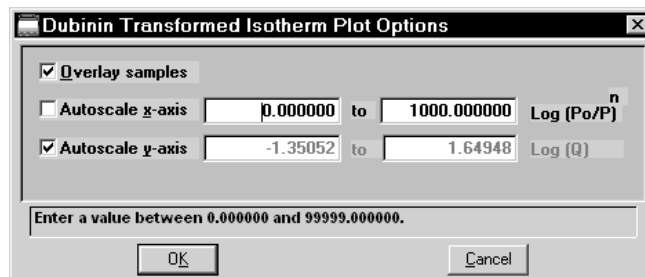 Dubinin Transformed Isotherm Plot Options
Overlay samples
Autoscale x-axis 0.000000 to 1000.000000 Log (Po/P)n
Autoscale y-axis -1.35052 to 1.64948 Log (Q)
Enter a value between 0.000000 and 99999.000000.
OK Cancel